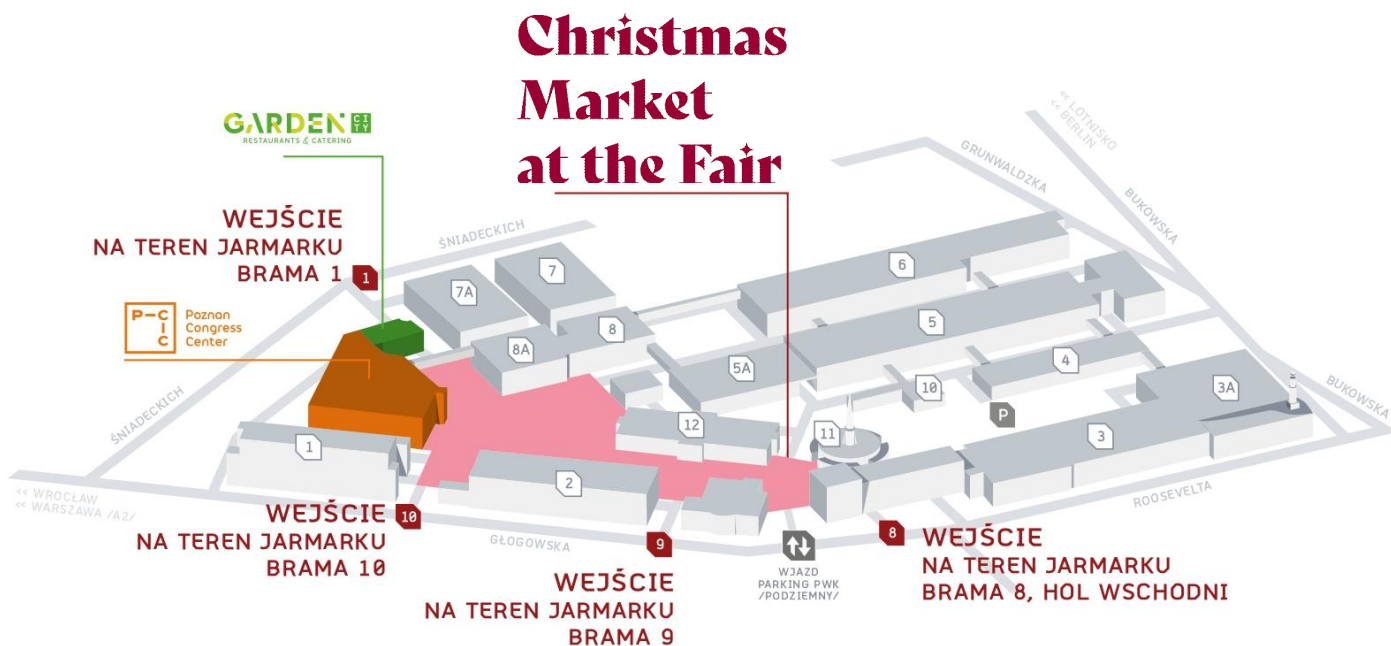 Christmas
Market
at the Fair
GARDEN CITY
RESTAURANTS & CATERING
<< LOTNISKO
<< BERLIN
GRUNWALDZKA
BUKOWSKA
WEJŚCIE
NA TEREN JARMARKU
BRAMA 1
1
ŚNIADECKICH
7
7A
6
P-C
I
C
Poznan
Congress
Center
8
8A
5
5A
4
10
3A
P
BUKOWSKA
ŚNIADECKICH
1
12
11
3
2
<< WROCŁAW
<< WARSZAWA /A2/
ROOSEVELTA
WEJŚCIE
NA TEREN JARMARKU
BRAMA 10
10
GŁOGOWSKA
9
WEJŚCIE
NA TEREN JARMARKU
BRAMA 9
WJAZD
PARKING PWK
/PODZIEMNY/
8
WEJŚCIE
NA TEREN JARMARKU
BRAMA 8, HOL WSCHODNI